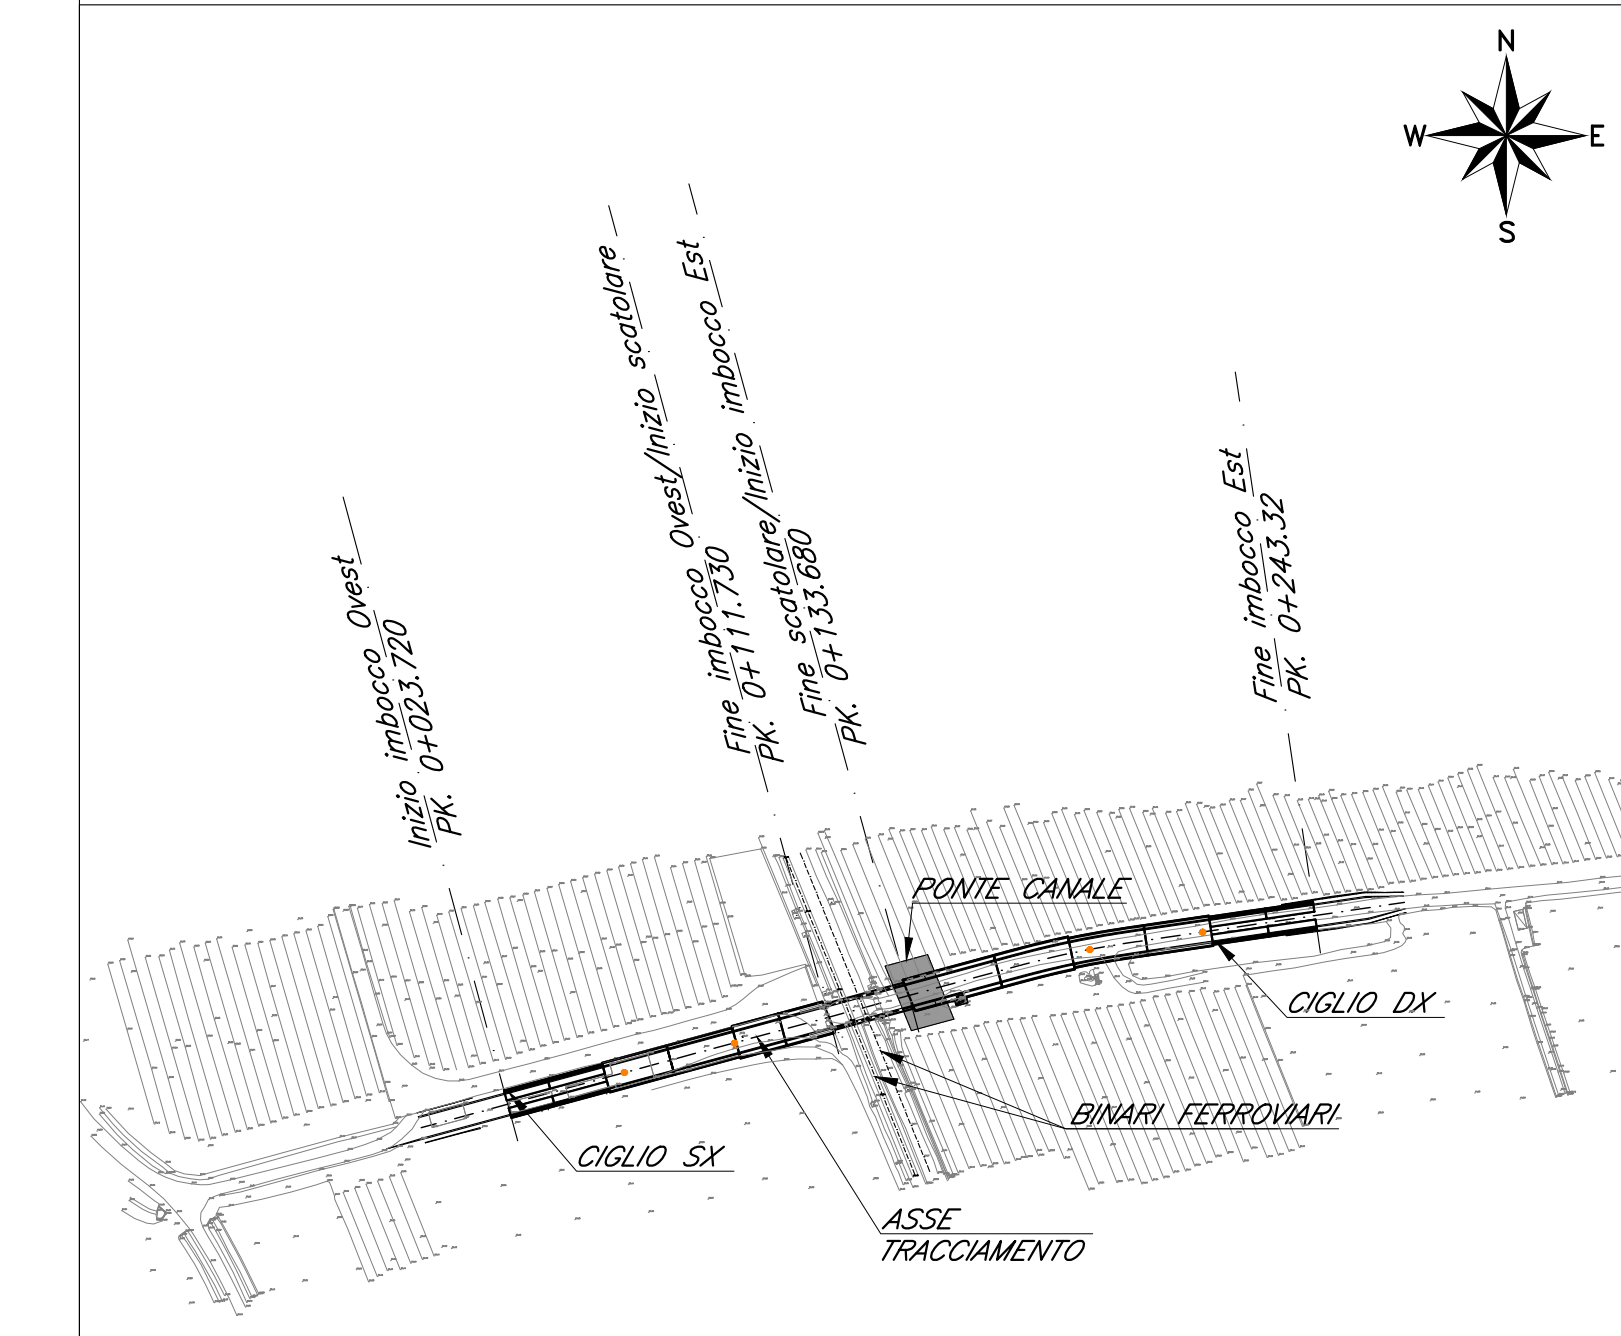 N
W E
S
Inizio imbocco Ovest
PK. 0+023.720
Fine imbocco Ovest/Inizio scatolare
PK. 0+111.730
Fine scatolare/Inizio imbocco Est
PK. 0+133.680
Fine imbocco Est
PK. 0+243.32
PONTE CANALE
CIGLIO DX
BINARI FERROVIARI
CIGLIO SX
ASSE
TRACCIAMENTO